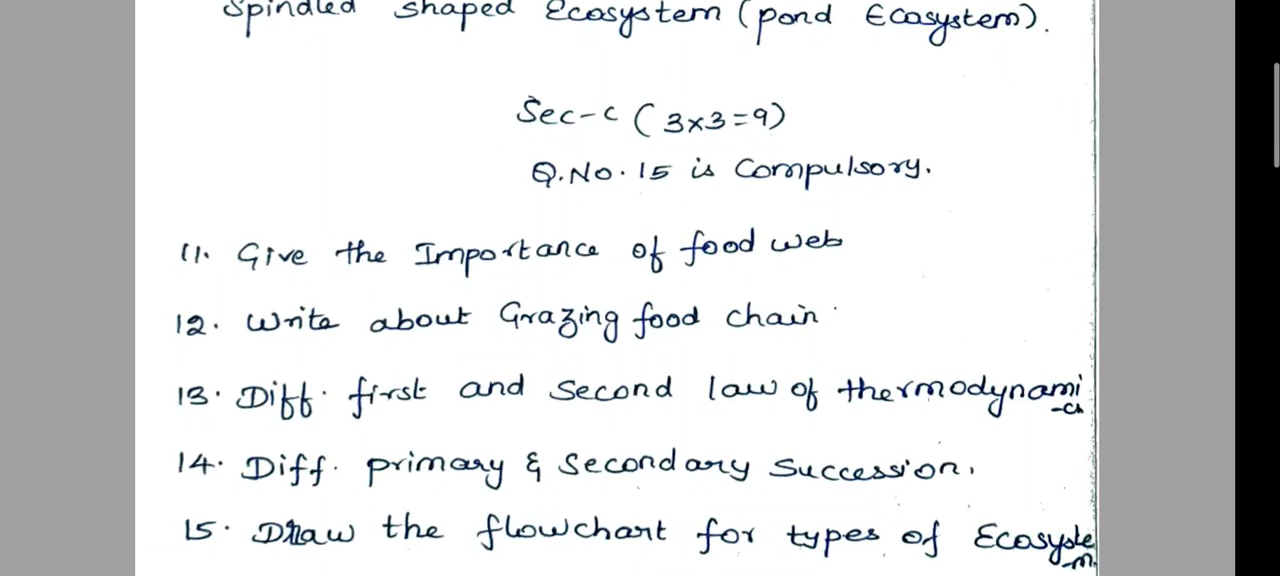 Spindled shaped Ecosystem (pond Ecosystem).
Sec-C (3x3=9)
Q.No.15 is Compulsory.
11. Give the Importance of food web
12. Write about Grazing food chain.
13. Diff. first and second law of thermodynami
-cs
14. Diff. primary & Secondary Succession.
15. Draw the flowchart for types of Ecosyste
-m.